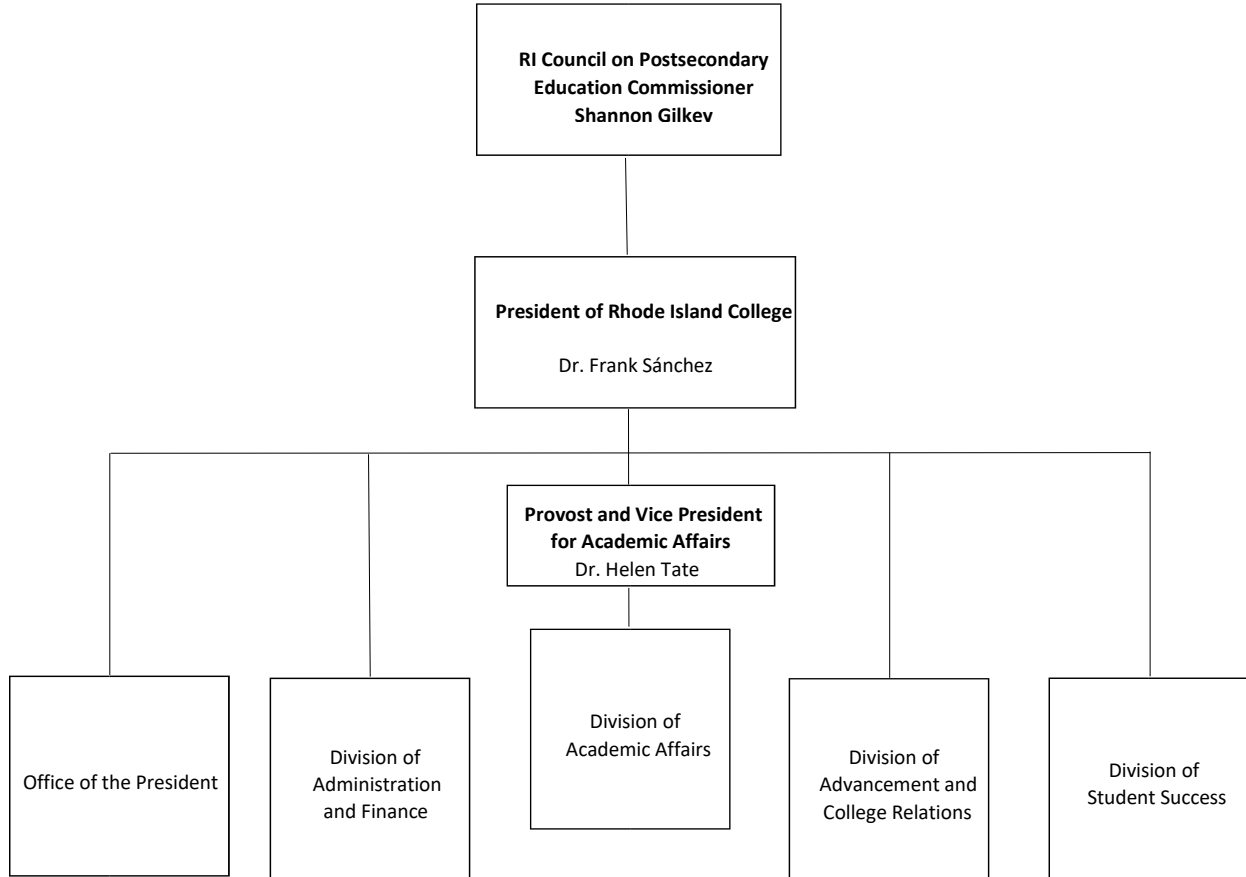 RI Council on Postsecondary
Education Commissioner
Shannon Gilkev
President of Rhode Island College
Dr. Frank Sánchez
Provost and Vice President
for Academic Affairs
Dr. Helen Tate
Office of the President
Division of
Administration
and Finance
Division of
Academic Affairs
Division of
Advancement and
College Relations
Division of
Student Success